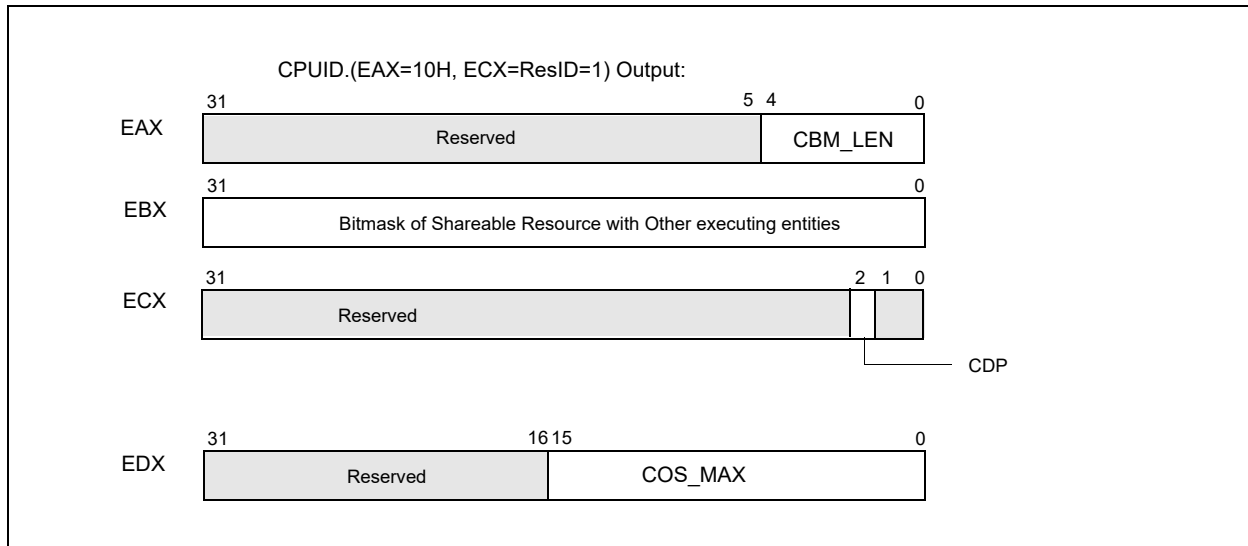 CPUID.(EAX=10H, ECX=ResID=1) Output:
31 5 4 0
EAX Reserved CBM_LEN
31 0
EBX Bitmask of Shareable Resource with Other executing entities
31 2 1 0
ECX Reserved
CDP
31 16 15 0
EDX Reserved COS_MAX